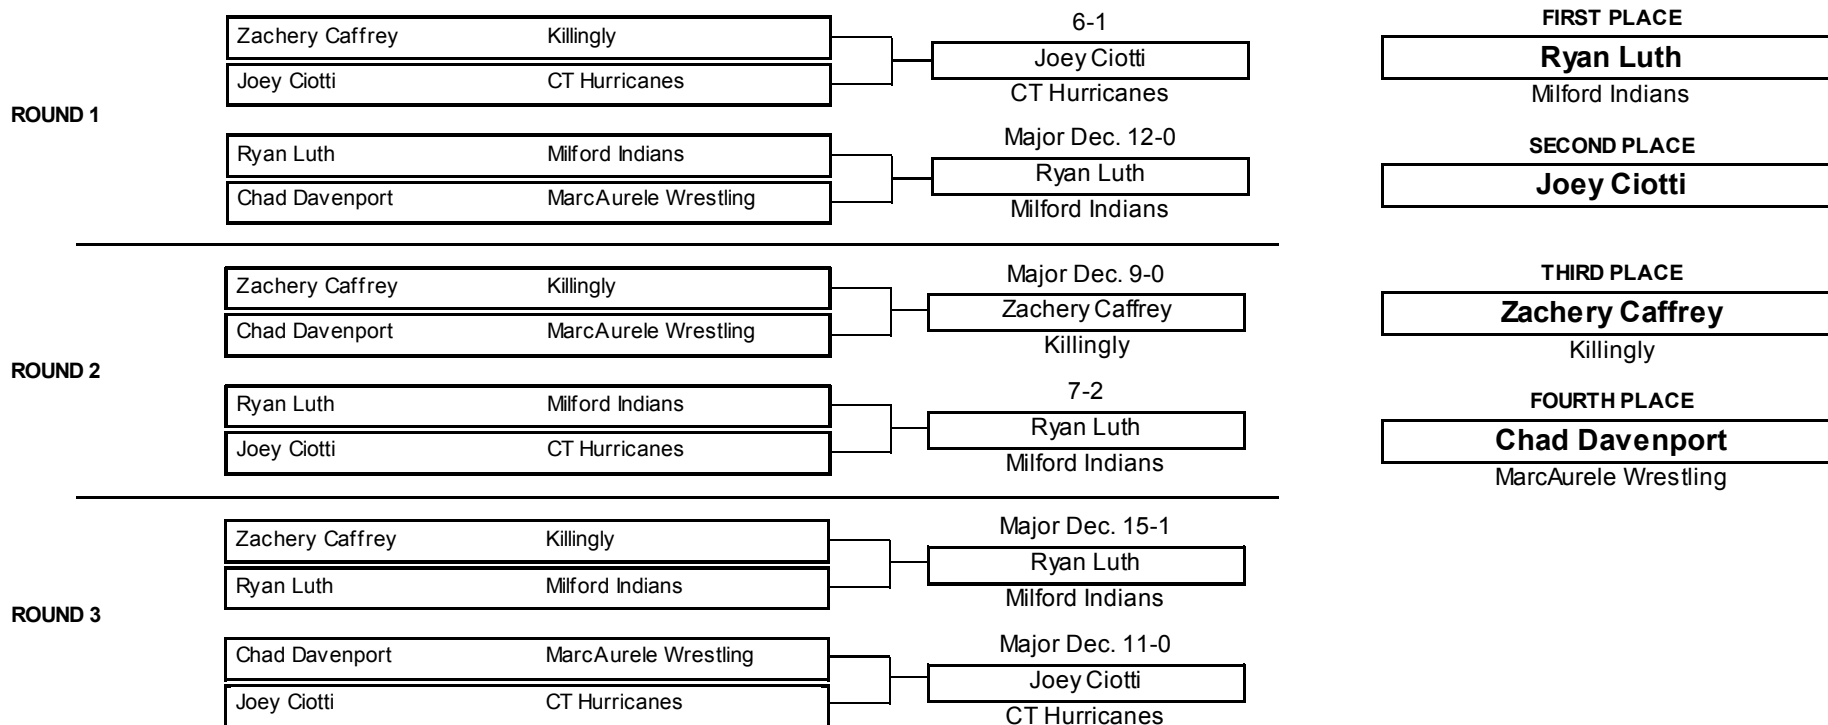 ROUND 1
Zachery Caffrey Killingly
Joey Ciotti CT Hurricanes
6-1
Joey Ciotti
CT Hurricanes
Ryan Luth Milford Indians
Chad Davenport MarcAurele Wrestling
Major Dec. 12-0
Ryan Luth
Milford Indians
ROUND 2
Zachery Caffrey Killingly
Chad Davenport MarcAurele Wrestling
Major Dec. 9-0
Zachery Caffrey
Killingly
Ryan Luth Milford Indians
Joey Ciotti CT Hurricanes
7-2
Ryan Luth
Milford Indians
ROUND 3
Zachery Caffrey Killingly
Ryan Luth Milford Indians
Major Dec. 15-1
Ryan Luth
Milford Indians
Chad Davenport MarcAurele Wrestling
Joey Ciotti CT Hurricanes
Major Dec. 11-0
Joey Ciotti
CT Hurricanes
FIRST PLACE
Ryan Luth
Milford Indians
SECOND PLACE
Joey Ciotti
THIRD PLACE
Zachery Caffrey
Killingly
FOURTH PLACE
Chad Davenport
MarcAurele Wrestling